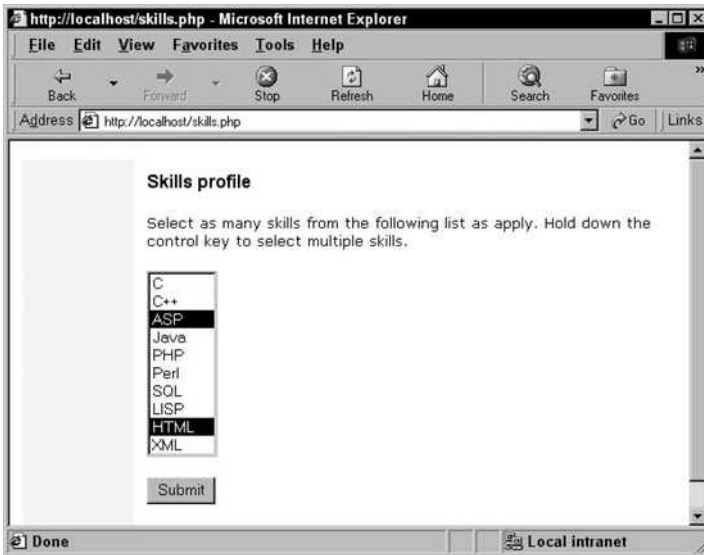 http://localhost/skills.php - Microsoft Internet Explorer
File Edit View Favorites Tools Help
Back Forward Stop Refresh Home Search Favorites »
Address http://localhost/skills.php Go Links
Skills profile
Select as many skills from the following list as apply. Hold down the
control key to select multiple skills.
C
C++
ASP
Java
PHP
Perl
SQL
LISP
HTML
XML
Submit
Done Local intranet